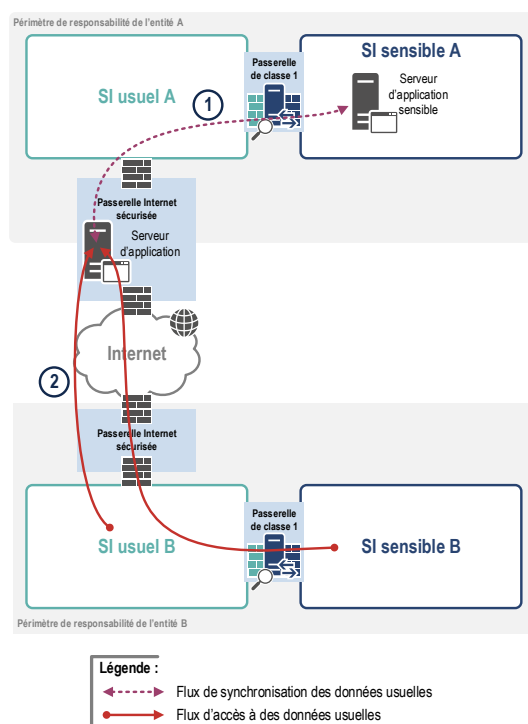 Périmètre de responsabilité de l'entité A
SI usuel A
1
Passerelle
de classe 1
SI sensible A
Serveur
d'application
sensible
Passerelle Internet
sécurisée
Serveur
d'application
Internet
2
Passerelle Internet
sécurisée
SI usuel B
Passerelle
de classe 1
SI sensible B
Périmètre de responsabilité de l'entité B
Légende :
Flux de synchronisation des données usuelles
Flux d'accès à des données usuelles